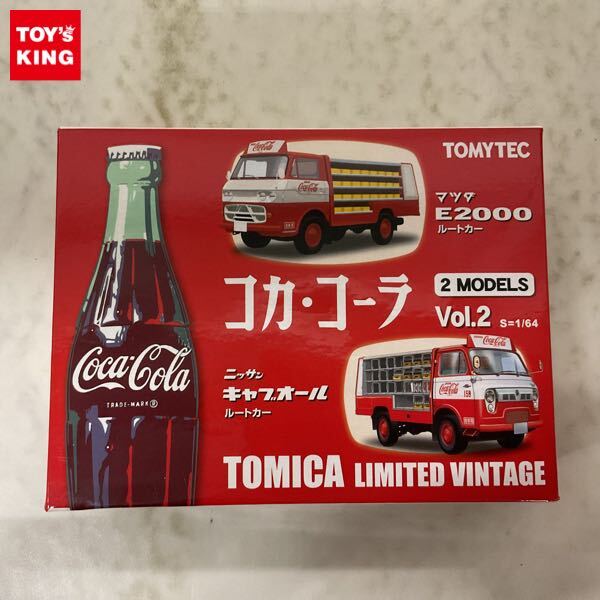 TOY'S
KING
TOMYTEC
マツダ
E2000
ルートカー
コカ・コーラ
2 MODELS
Vol.2 S=1/64
Coca-Cola
TRADE-MARK ®
ニッサン
キャブオール
ルートカー
TOMICA LIMITED VINTAGE